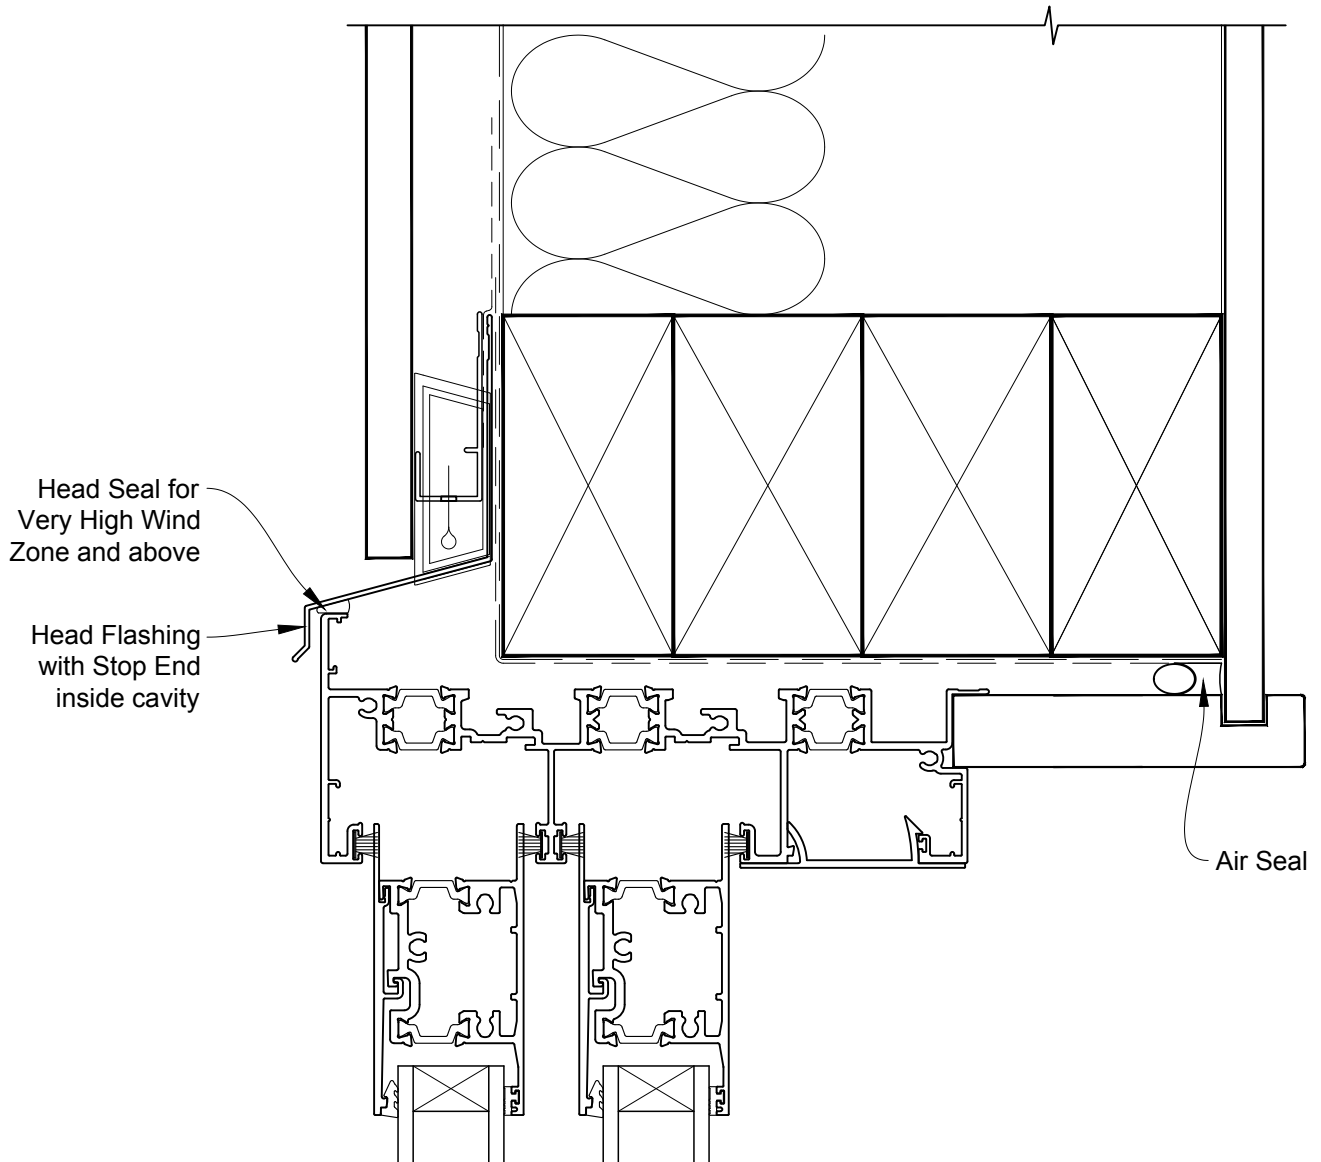 Head Seal for
Very High Wind
Zone and above
Head Flashing
with Stop End
inside cavity
Air Seal